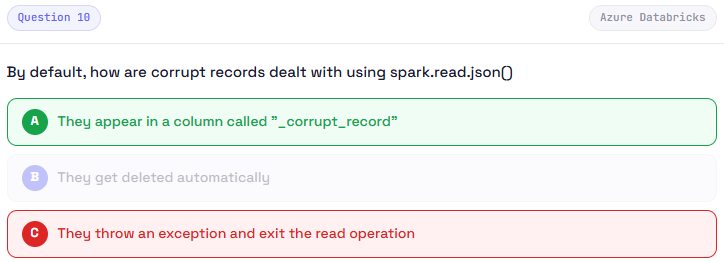 Question 10
Azure Databricks
By default, how are corrupt records dealt with using spark.read.json()
A They appear in a column called "_corrupt_record"
B They get deleted automatically
C They throw an exception and exit the read operation